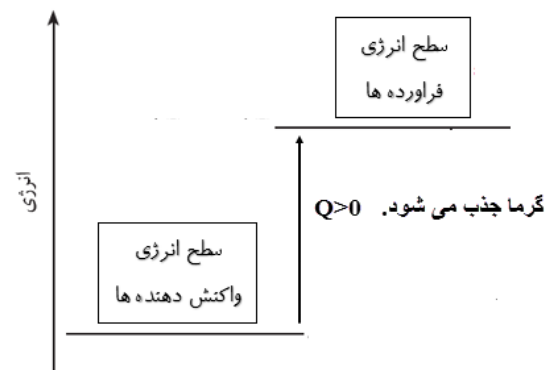 سطح انرژی
فراورده ها
انرژی
گرما جذب می شود. Q>0
سطح انرژی
واکنش دهنده ها